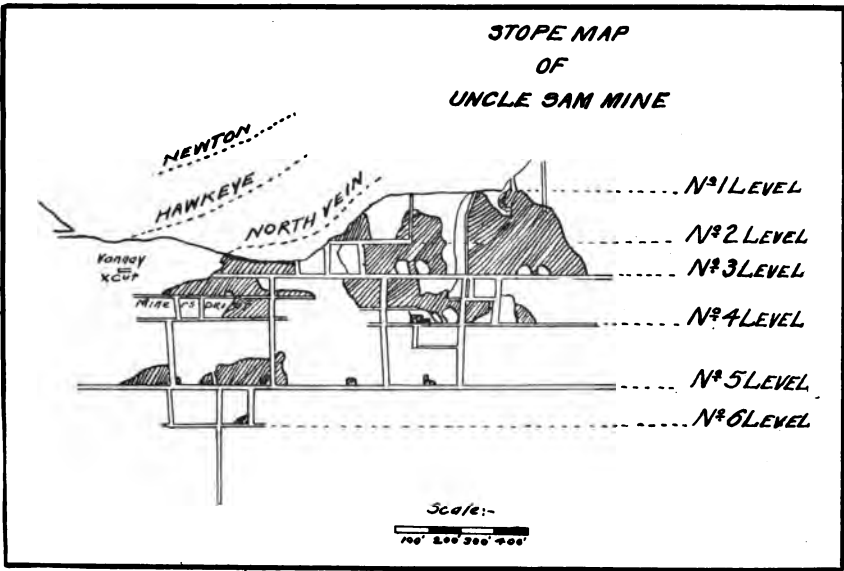 STOPE MAP
OF
UNCLE SAM MINE
NEWTON
HAWKEYE
NORTH VEIN
Nº1 LEVEL
Nº2 LEVEL
Nº3 LEVEL
XCUT
Miners Drift
Nº4 LEVEL
Nº5 LEVEL
Nº6 LEVEL
Scale:-
100' 200' 300' 400'